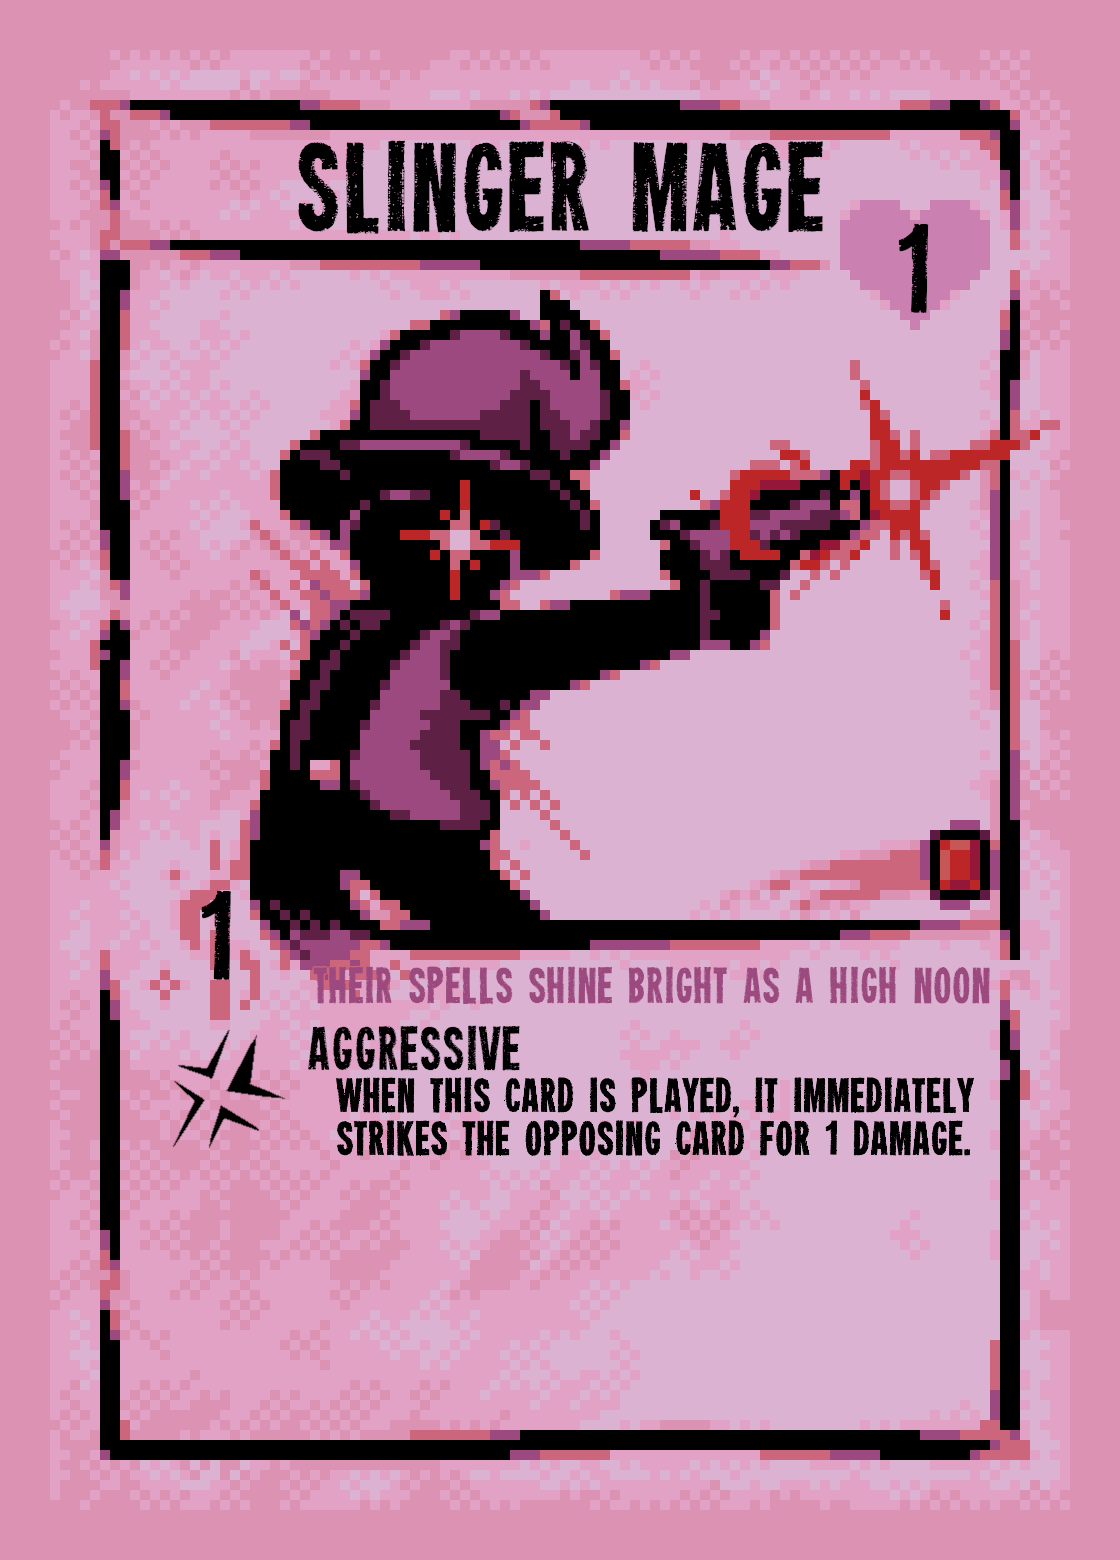 SLINGER MAGE
1
1
THEIR SPELLS SHINE BRIGHT AS A HIGH NOON
AGGRESSIVE
WHEN THIS CARD IS PLAYED, IT IMMEDIATELY
STRIKES THE OPPOSING CARD FOR 1 DAMAGE.